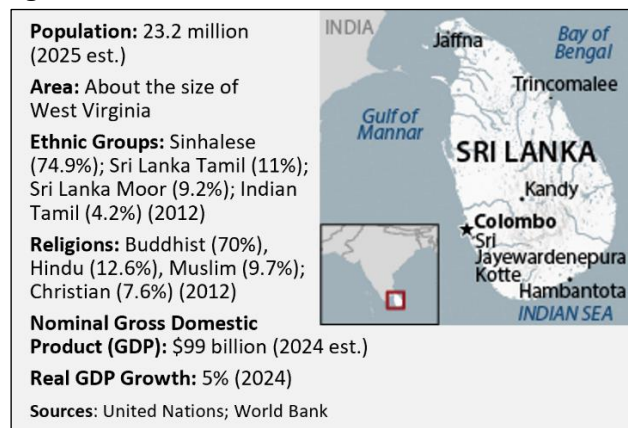 Population: 23.2 million
(2025 est.)
Area: About the size of
West Virginia
Ethnic Groups: Sinhalese
(74.9%); Sri Lanka Tamil (11%);
Sri Lanka Moor (9.2%); Indian
Tamil (4.2%) (2012)
Religions: Buddhist (70%),
Hindu (12.6%), Muslim (9.7%);
Christian (7.6%) (2012)
Nominal Gross Domestic
Product (GDP): $99 billion (2024 est.)
Real GDP Growth: 5% (2024)
Sources: United Nations; World Bank
INDIA
Jaffna
Bay of
Bengal
Trincomalee
Gulf of
Mannar
SRI LANKA
Kandy
Colombo
Sri
Jayewardenepura
Kotte
Hambantota
INDIAN SEA